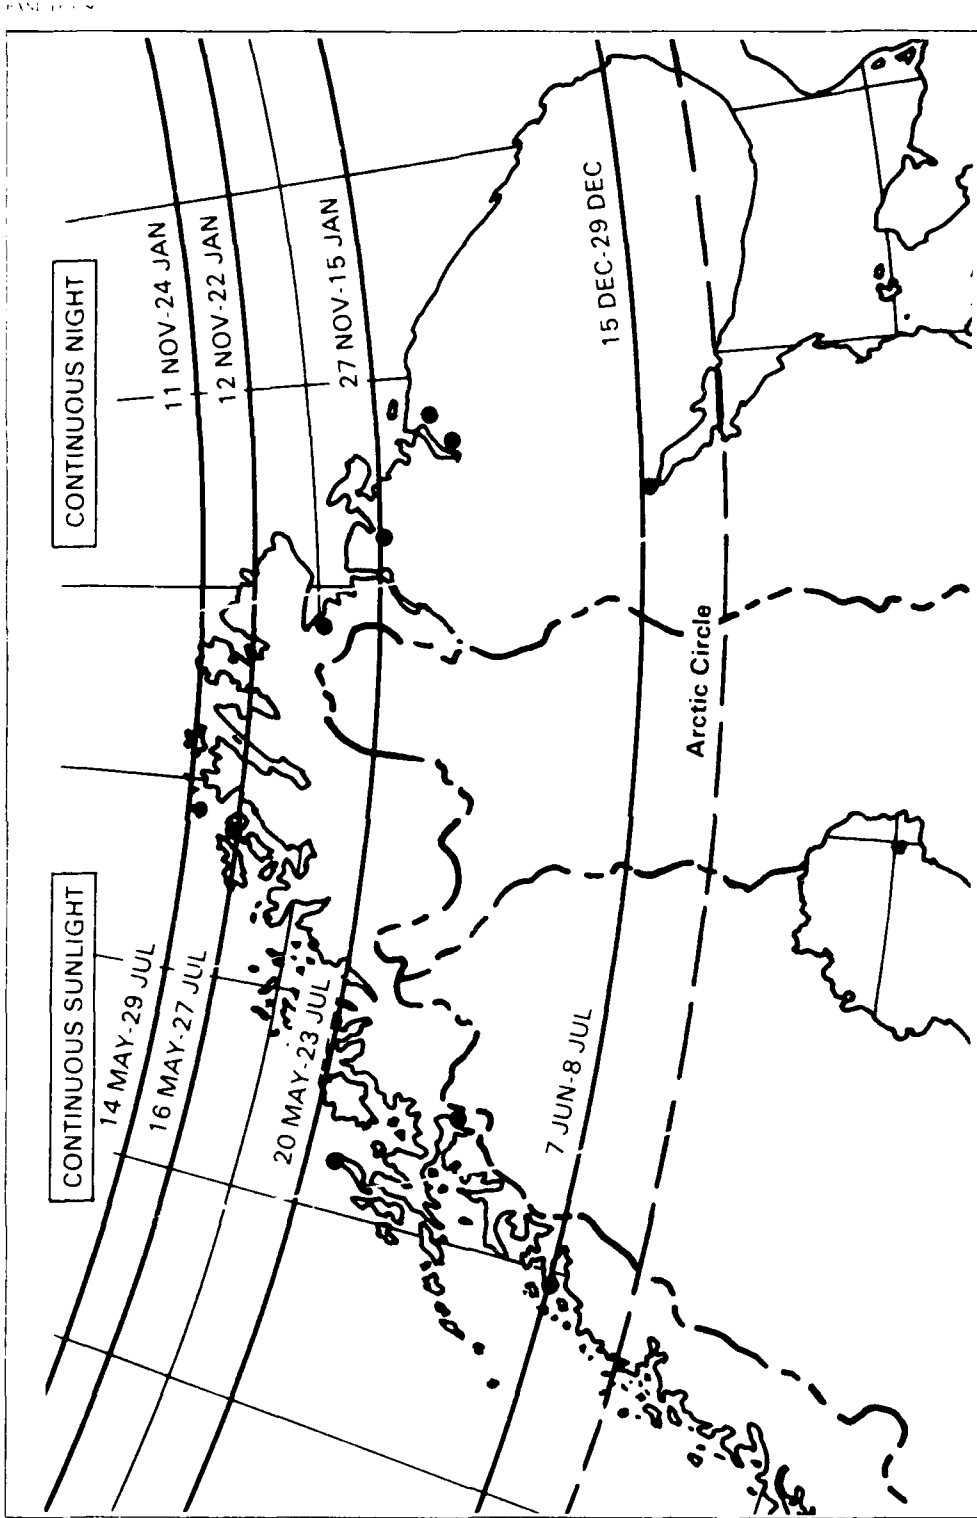 CONTINUOUS SUNLIGHT
CONTINUOUS NIGHT
14 MAY-29 JUL
11 NOV-24 JAN
16 MAY-27 JUL
12 NOV-22 JAN
20 MAY-23 JUL
27 NOV-15 JAN
7 JUN-8 JUL
15 DEC-29 DEC
Arctic Circle